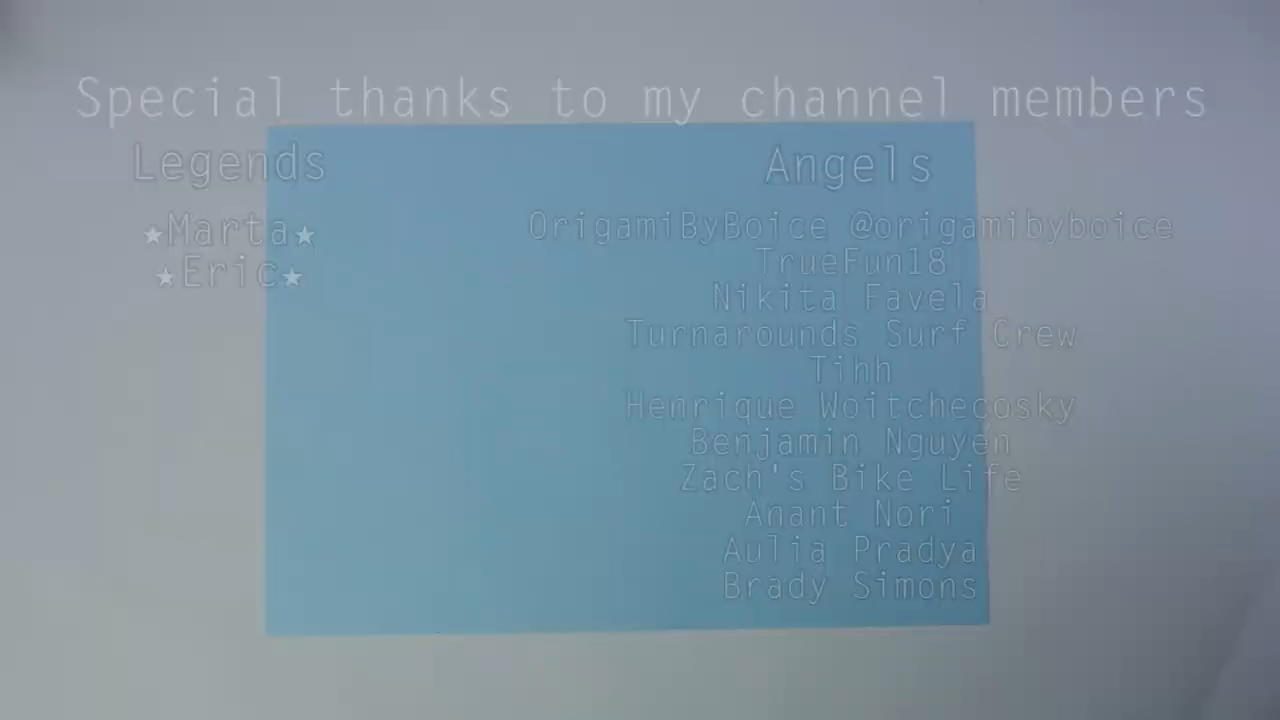 Special thanks to my channel members
Legends
★Marta★
★Eric★
Angels
OrigamiByBoice @origamibyboice
TrueFun18
Nikita Favela
Turnarounds Surf Crew
Tihh
Henrique Woitchecosky
Benjamin Nguyen
Zach's Bike Life
Anant Nori
Aulia Pradya
Brady Simons